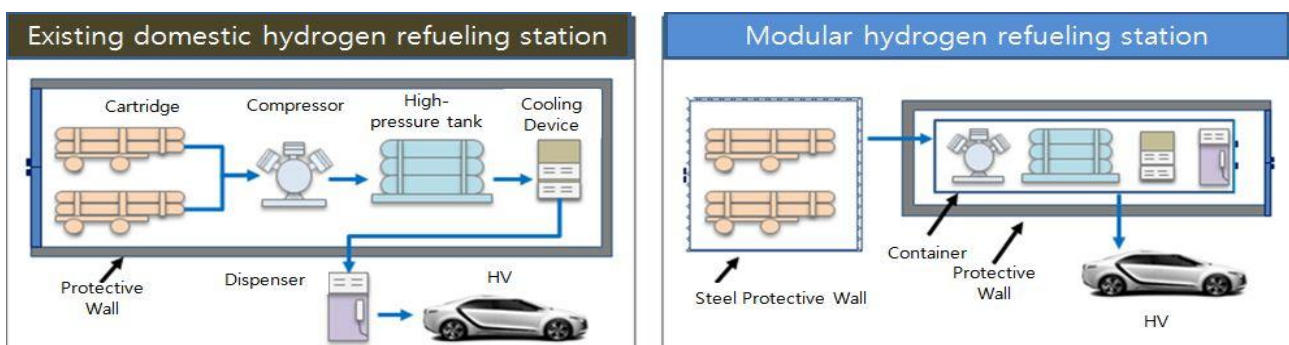 Existing domestic hydrogen refueling station
Cartridge
Compressor
High-
pressure tank
Cooling
Device
Protective
Wall
Dispenser
HV
Modular hydrogen refueling station
Container
Protective
Wall
Steel Protective Wall
HV